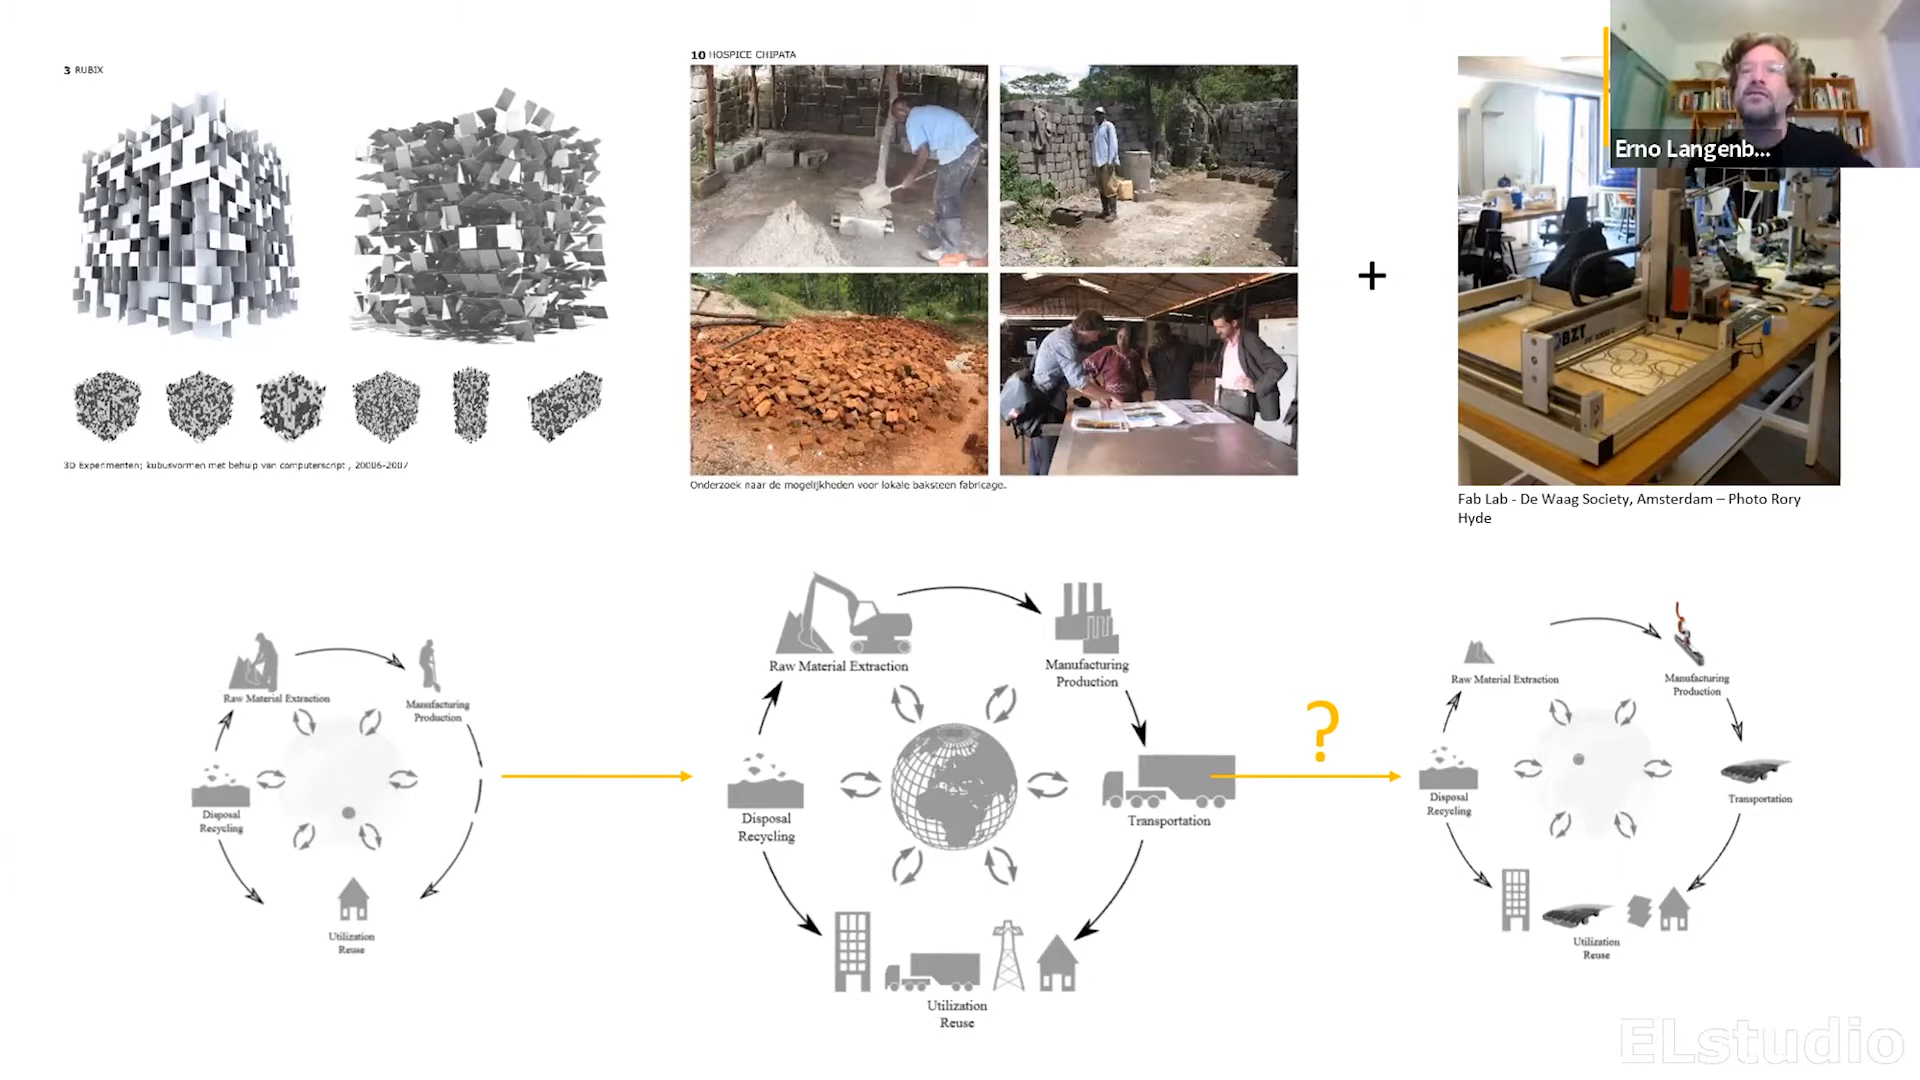 3 RUBIX
3D Experimenten; kubusvormen met behulp van computerscript , 20006-2007
10 HOSPICE CHIPATA
Onderzoek naar de mogelijkheden voor lokale baksteen fabricage.
+
Erno Langenb...
BZT
Fab Lab - De Waag Society, Amsterdam – Photo Rory
Hyde
Raw Material Extraction
Manufacturing
Production
Disposal
Recycling
Utilization
Reuse
Raw Material Extraction
Manufacturing
Production
Disposal
Recycling
Transportation
Utilization
Reuse
?
Raw Material Extraction
Manufacturing
Production
Disposal
Recycling
Transportation
Utilization
Reuse
ELstudio